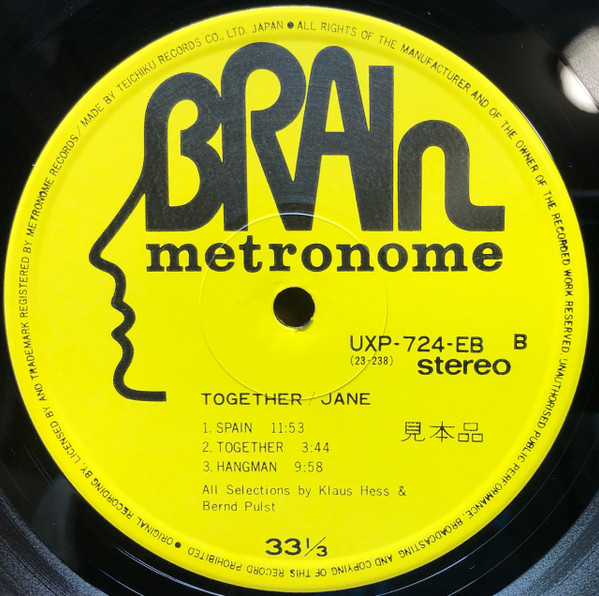 BRAIn
metronome
UXP-724-EB B
(23-238) stereo
TOGETHER / JANE
1. SPAIN 11:53
2. TOGETHER 3:44
3. HANGMAN 9:58
見本品
All Selections by Klaus Hess &
Bernd Pulst
33 1/3
• ORIGINAL RECORDING BY, LICENSED BY AND TRADEMARK REGISTERED BY METRONOME RECORDS / MADE BY TEICHIKU RECORDS CO., LTD. JAPAN • ALL RIGHTS OF THE MANUFACTURER AND OF THE OWNER OF THE RECORDED WORK RESERVED. UNAUTHORISED PUBLIC PERFORMANCE, BROADCASTING AND COPYING OF THIS RECORD PROHIBITED